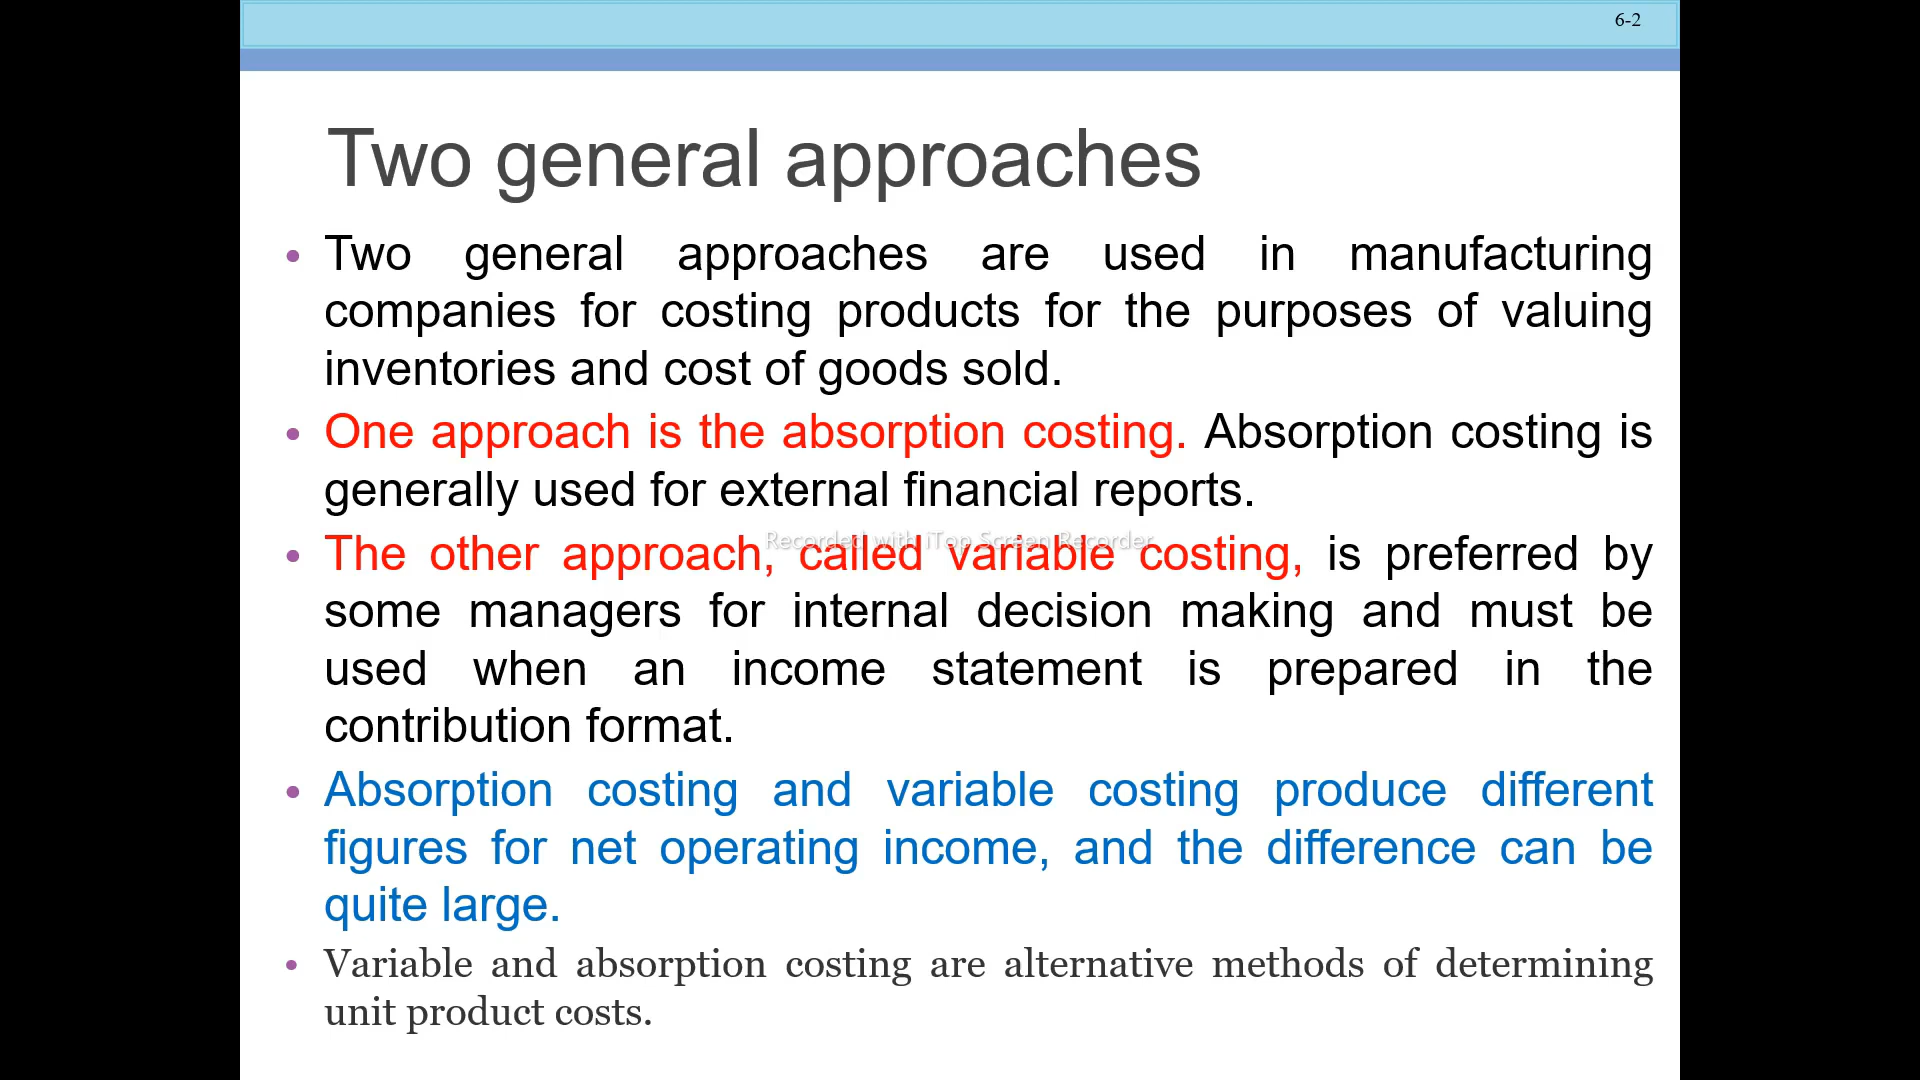 6-2
Two general approaches
• Two general approaches are used in manufacturing
companies for costing products for the purposes of valuing
inventories and cost of goods sold.
• One approach is the absorption costing. Absorption costing is
generally used for external financial reports.
Recorded with iTop Screen Recorder
• The other approach, called variable costing, is preferred by
some managers for internal decision making and must be
used when an income statement is prepared in the
contribution format.
• Absorption costing and variable costing produce different
figures for net operating income, and the difference can be
quite large.
• Variable and absorption costing are alternative methods of determining
unit product costs.